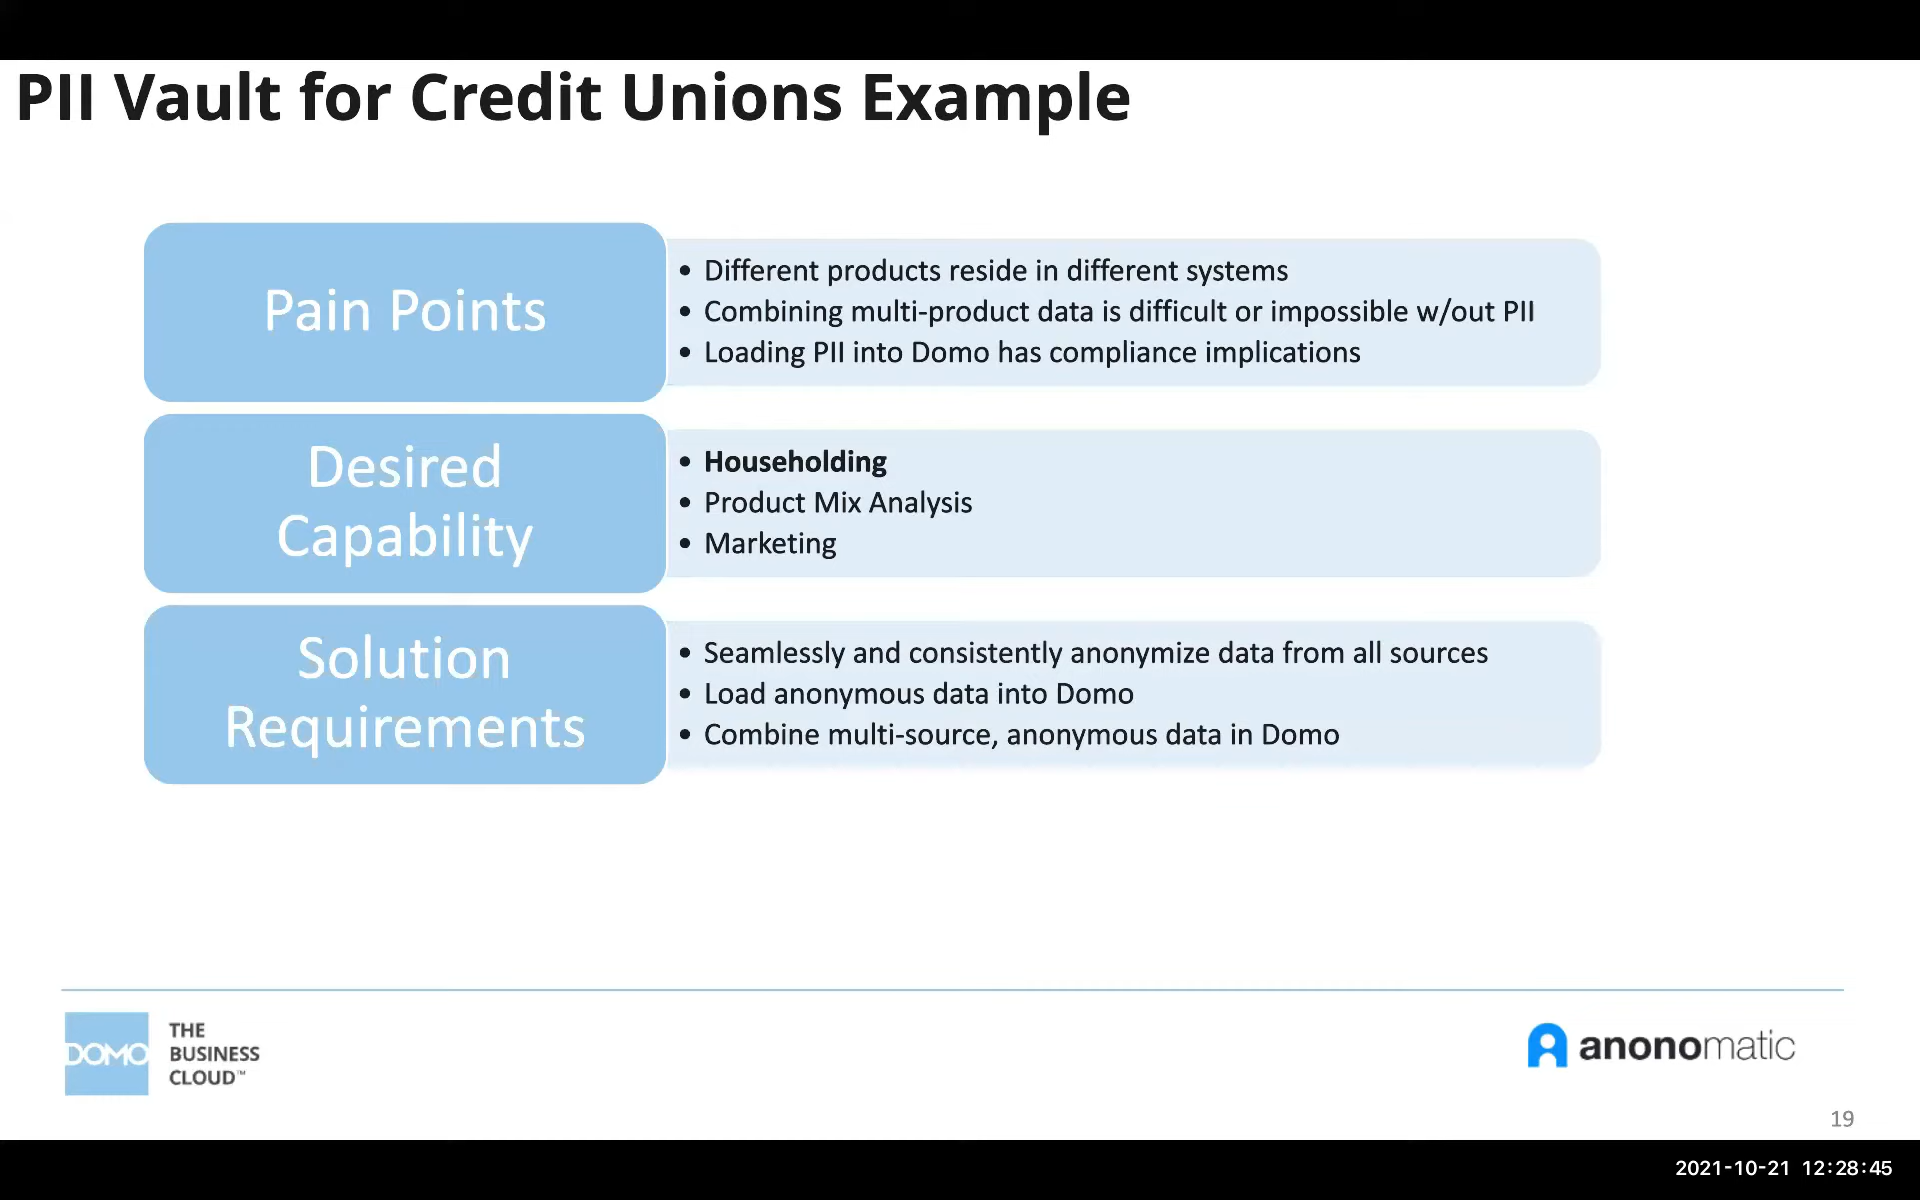 PII Vault for Credit Unions Example
Pain Points
• Different products reside in different systems
• Combining multi-product data is difficult or impossible w/out PII
• Loading PII into Domo has compliance implications
Desired
Capability
• Householding
• Product Mix Analysis
• Marketing
Solution
Requirements
• Seamlessly and consistently anonymize data from all sources
• Load anonymous data into Domo
• Combine multi-source, anonymous data in Domo
DOMO
THE
BUSINESS
CLOUD™
anonomatic
19
2021-10-21 12:28:45